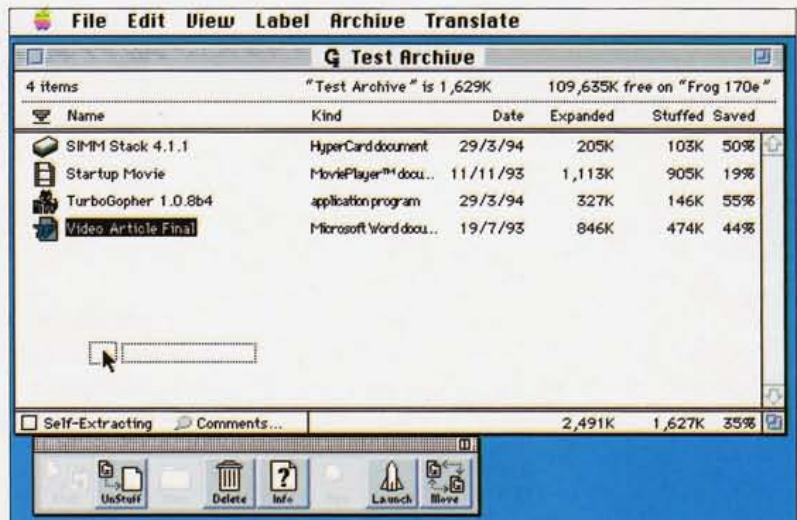 File Edit View Label Archive Translate
Test Archive
4 items "Test Archive" is 1,629K 109,635K free on "Frog 170e"
Name Kind Date Expanded Stuffed Saved
SIMM Stack 4.1.1 HyperCard document 29/3/94 205K 103K 50%
Startup Movie MoviePlayer™ docu... 11/11/93 1,113K 905K 19%
TurboGopher 1.0.8b4 application program 29/3/94 327K 146K 55%
Video Article Final Microsoft Word docu... 19/7/93 846K 474K 44%
Self-Extracting Comments... 2,491K 1,627K 35%
UnStuff Delete Info Launch Move